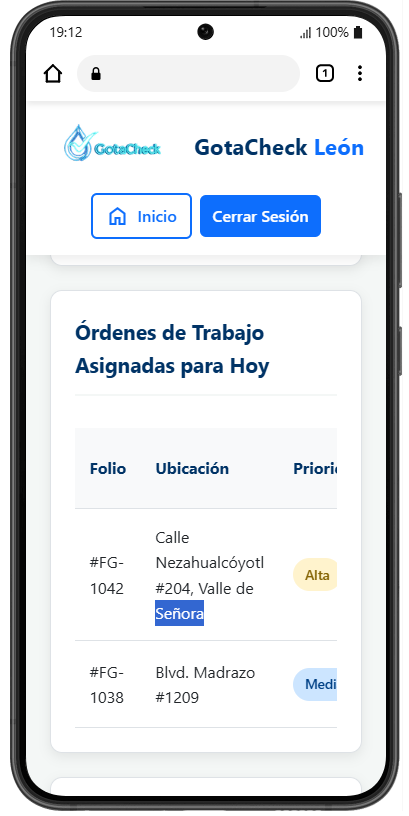 19:12 100%
1
GotaCheck GotaCheck León
Inicio Cerrar Sesión
Órdenes de Trabajo
Asignadas para Hoy
Folio Ubicación Priorid
#FG-
1042
Calle
Nezahualcóyotl
#204, Valle de
Señora
Alta
#FG-
1038
Blvd. Madrazo
#1209
Medi